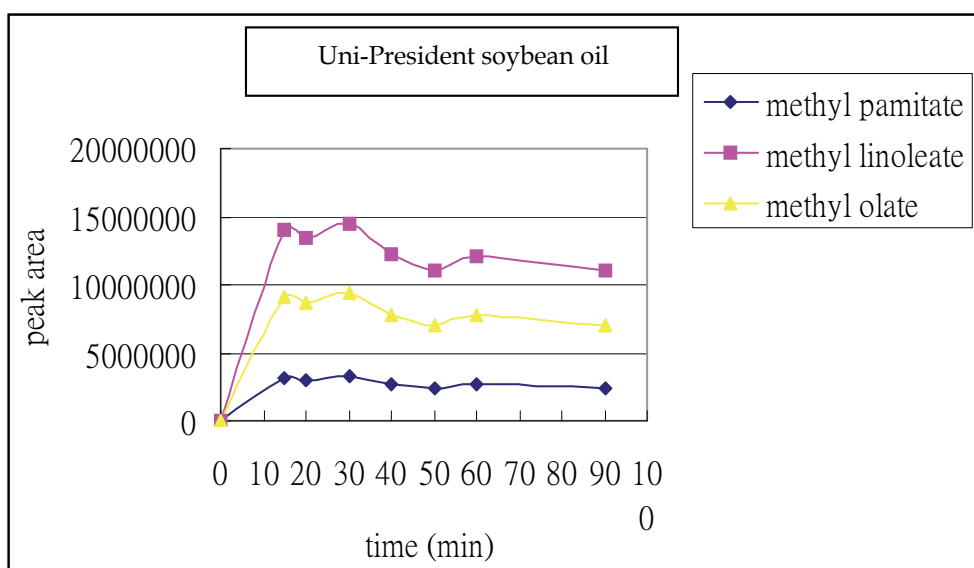 Uni-President soybean oil
methyl pamitate
methyl linoleate
methyl olate
20000000
15000000
10000000
5000000
0
peak area
0 10 20 30 40 50 60 70 80 90 10
0
time (min)